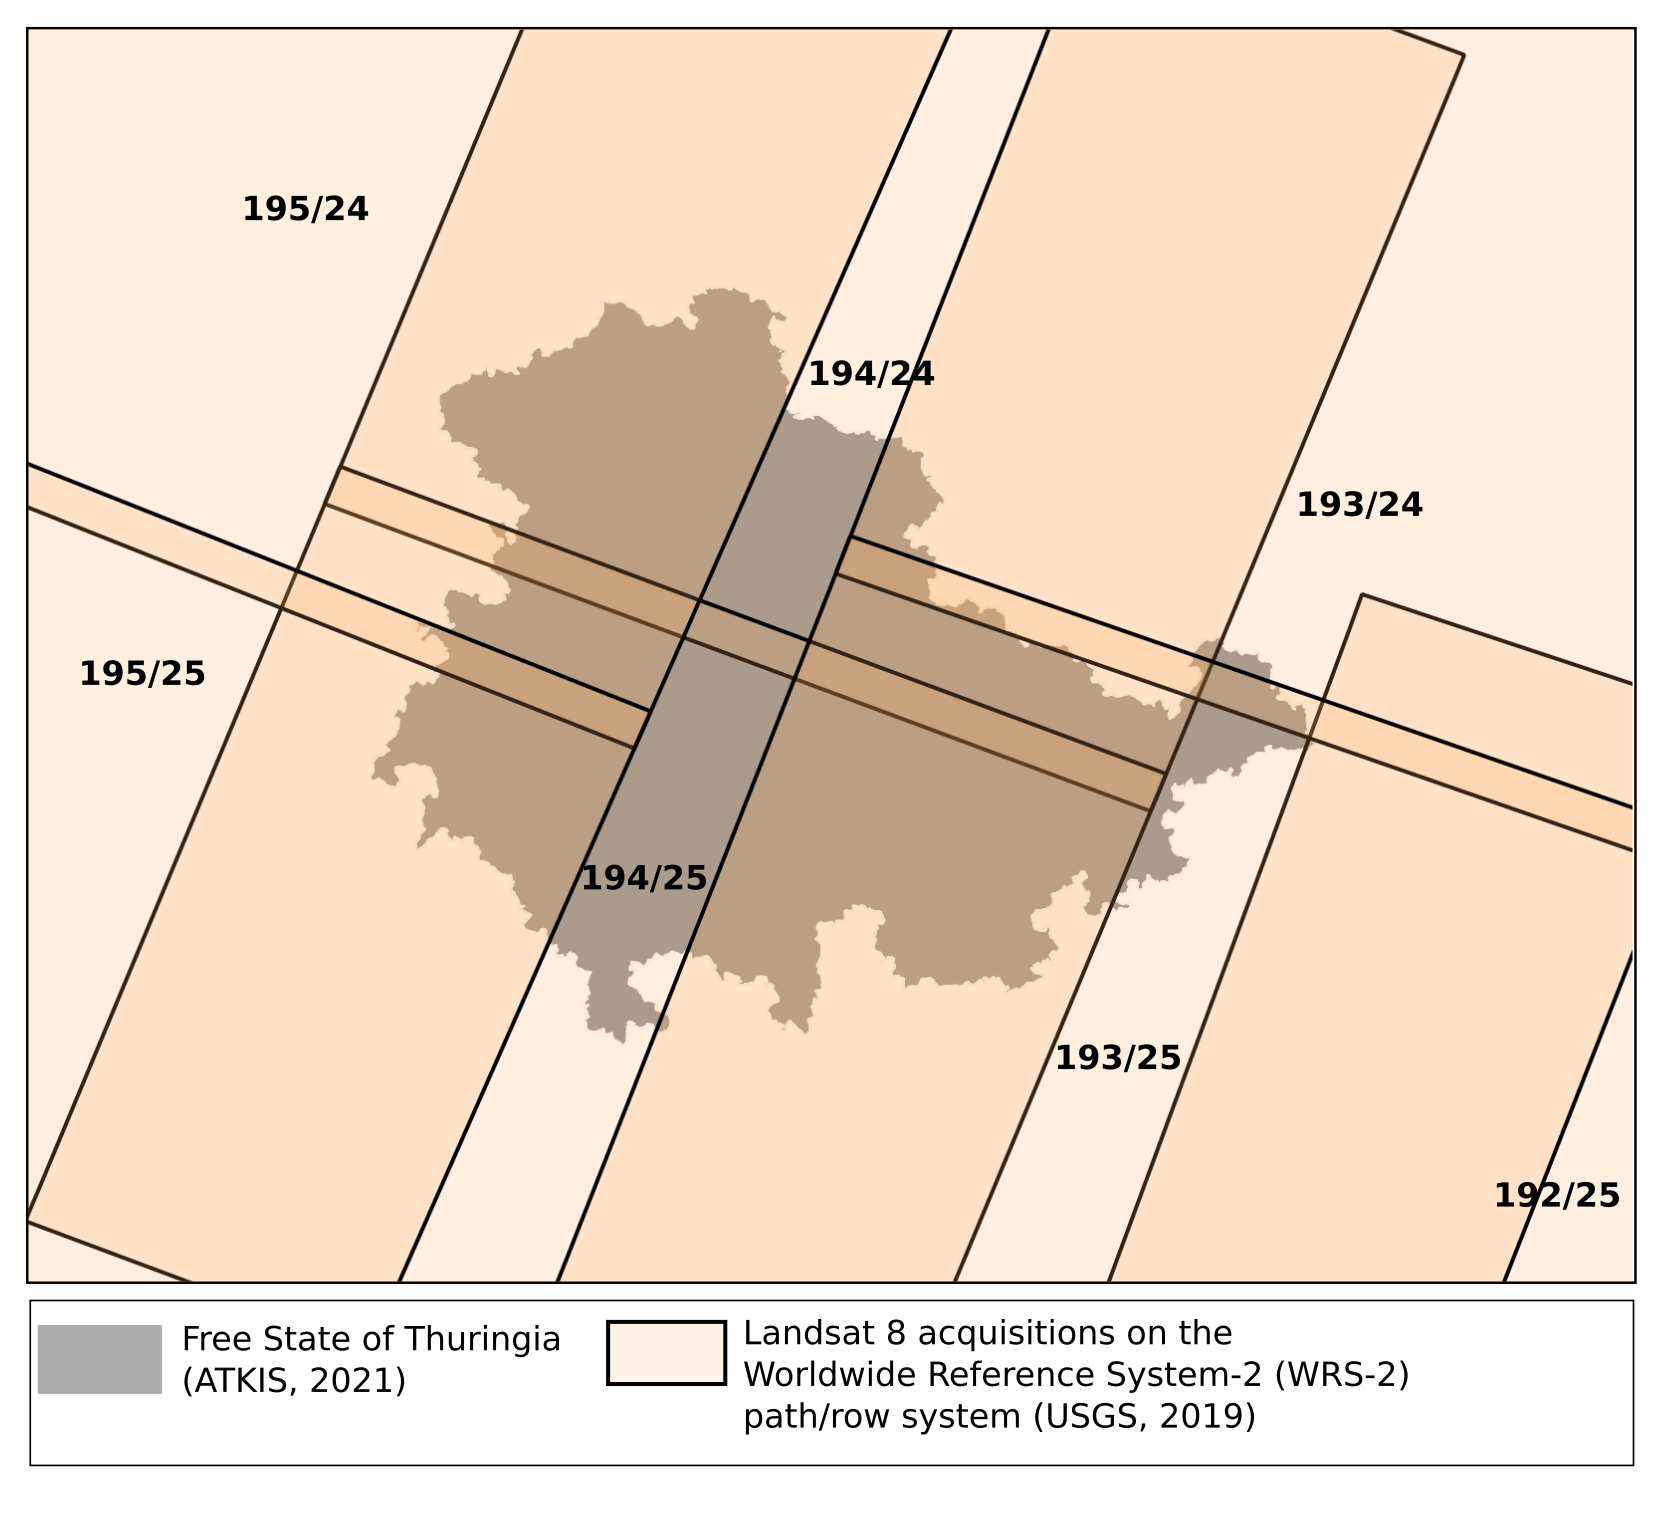 195/24
194/24
193/24
195/25
194/25
193/25
192/25
Free State of Thuringia
(ATKIS, 2021)
Landsat 8 acquisitions on the
Worldwide Reference System-2 (WRS-2)
path/row system (USGS, 2019)